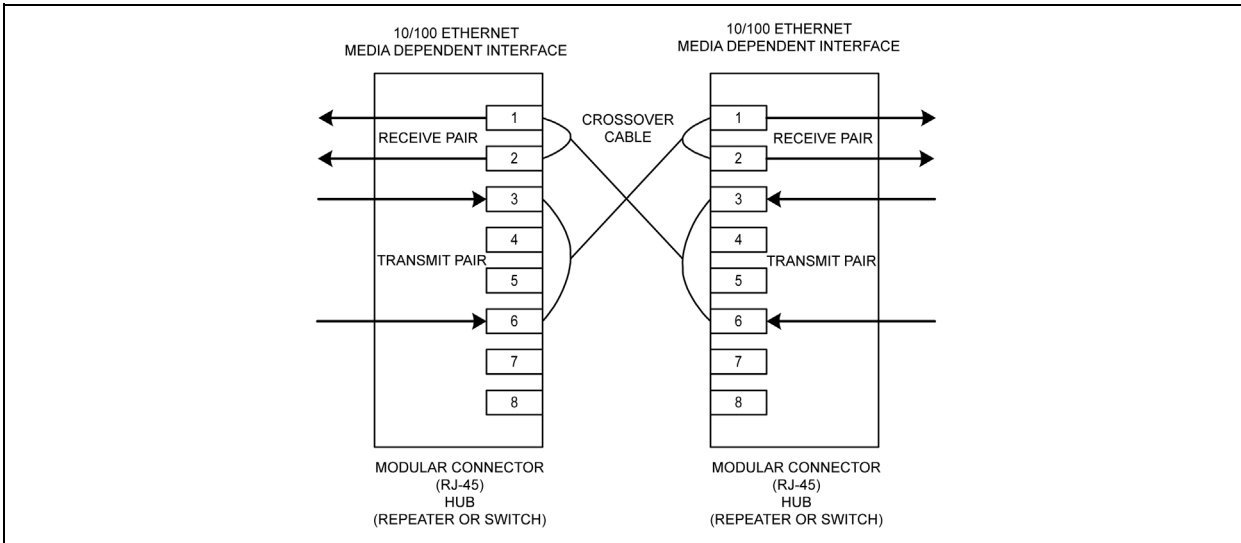 10/100 ETHERNET
MEDIA DEPENDENT INTERFACE
10/100 ETHERNET
MEDIA DEPENDENT INTERFACE
1
RECEIVE PAIR
2
3
4
TRANSMIT PAIR
5
6
7
8
CROSSOVER
CABLE
1
RECEIVE PAIR
2
3
4
TRANSMIT PAIR
5
6
7
8
MODULAR CONNECTOR
(RJ-45)
HUB
(REPEATER OR SWITCH)
MODULAR CONNECTOR
(RJ-45)
HUB
(REPEATER OR SWITCH)